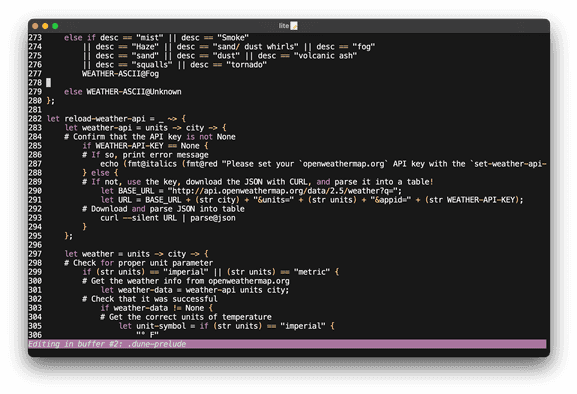 lite
273 else if desc == "mist" || desc == "Smoke"
274 || desc == "Haze" || desc == "sand/ dust whirls" || desc == "fog"
275 || desc == "sand" || desc == "dust" || desc == "volcanic ash"
276 || desc == "squalls" || desc == "tornado"
277 WEATHER-ASCII@Fog
278
279 else WEATHER-ASCII@Unknown
280 };
281
282 let reload-weather-api = _ ~> {
283 let weather-api = units -> city -> {
284 # Confirm that the API key is not None
285 if WEATHER-API-KEY == None {
286 # If so, print error message
287 echo (fmt@italics (fmt@red "Please set your `openweathermap.org` API key with the `set-weather-api-
288 } else {
289 # If not, use the key, download the JSON with CURL, and parse it into a table!
290 let BASE_URL = "http://api.openweathermap.org/data/2.5/weather?q=";
291 let URL = BASE_URL + (str city) + "&units=" + (str units) + "&appid=" + (str WEATHER-API-KEY);
292 # Download and parse JSON into table
293 curl --silent URL | parse@json
294 }
295 };
296
297 let weather = units -> city -> {
298 # Check for proper unit parameter
299 if (str units) == "imperial" || (str units) == "metric" {
300 # Get the weather info from openweathermap.org
301 let weather-data = weather-api units city;
302 # Check that it was successful
303 if weather-data != None {
304 # Get the correct units of temperature
305 let unit-symbol = if (str units) == "imperial" {
306 "° F"
Editing in buffer #2: .dune-prelude